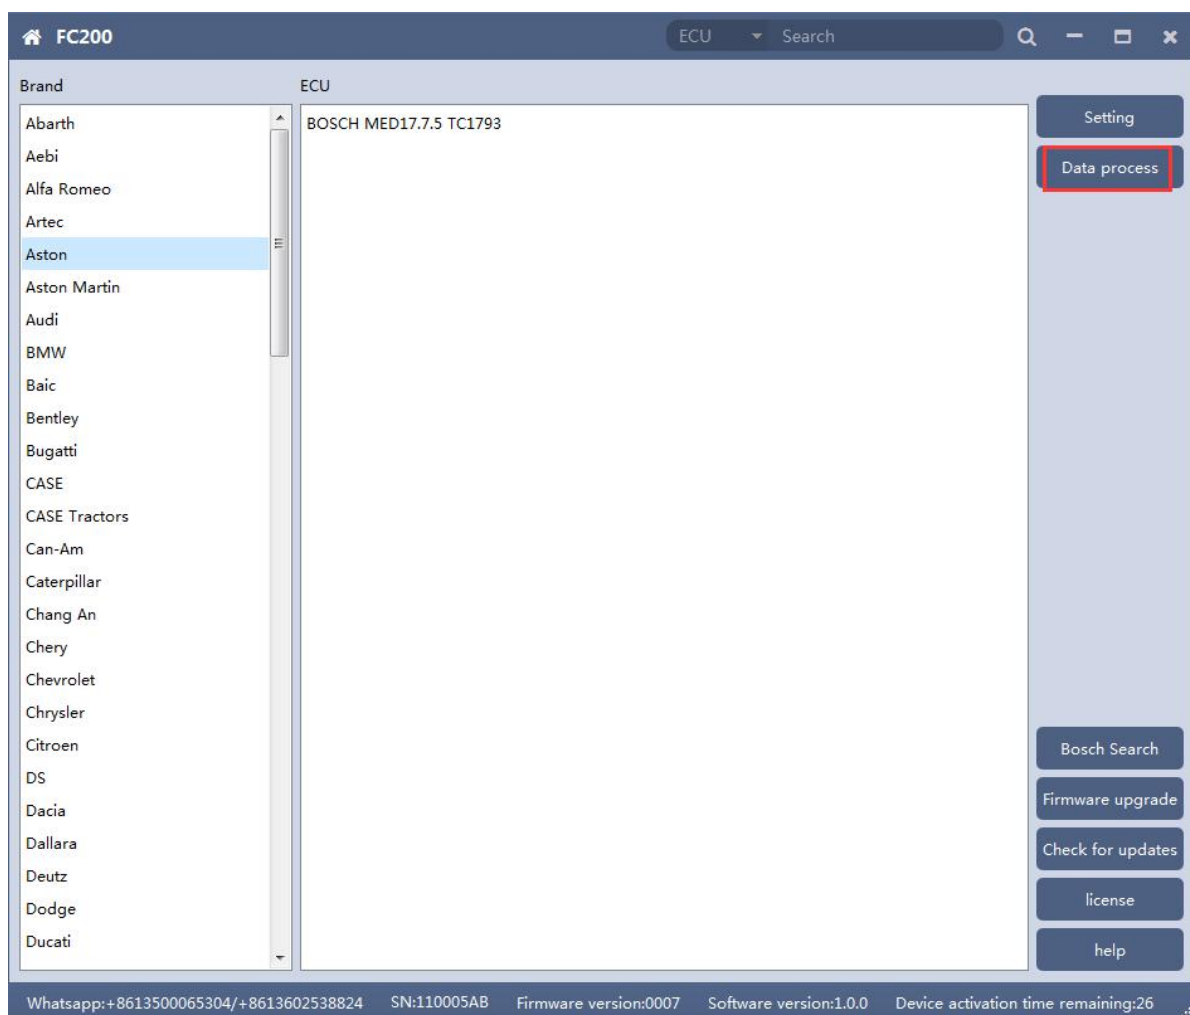 FC200
ECU Search
Brand
Abarth
Aebi
Alfa Romeo
Artec
Aston
Aston Martin
Audi
BMW
Baic
Bentley
Bugatti
CASE
CASE Tractors
Can-Am
Caterpillar
Chang An
Chery
Chevrolet
Chrysler
Citroen
DS
Dacia
Dallara
Deutz
Dodge
Ducati
ECU
BOSCH MED17.7.5 TC1793
Setting
Data process
Bosch Search
Firmware upgrade
Check for updates
license
help
Whatsapp:+8613500065304/+8613602538824 SN:110005AB Firmware version:0007 Software version:1.0.0 Device activation time remaining:26